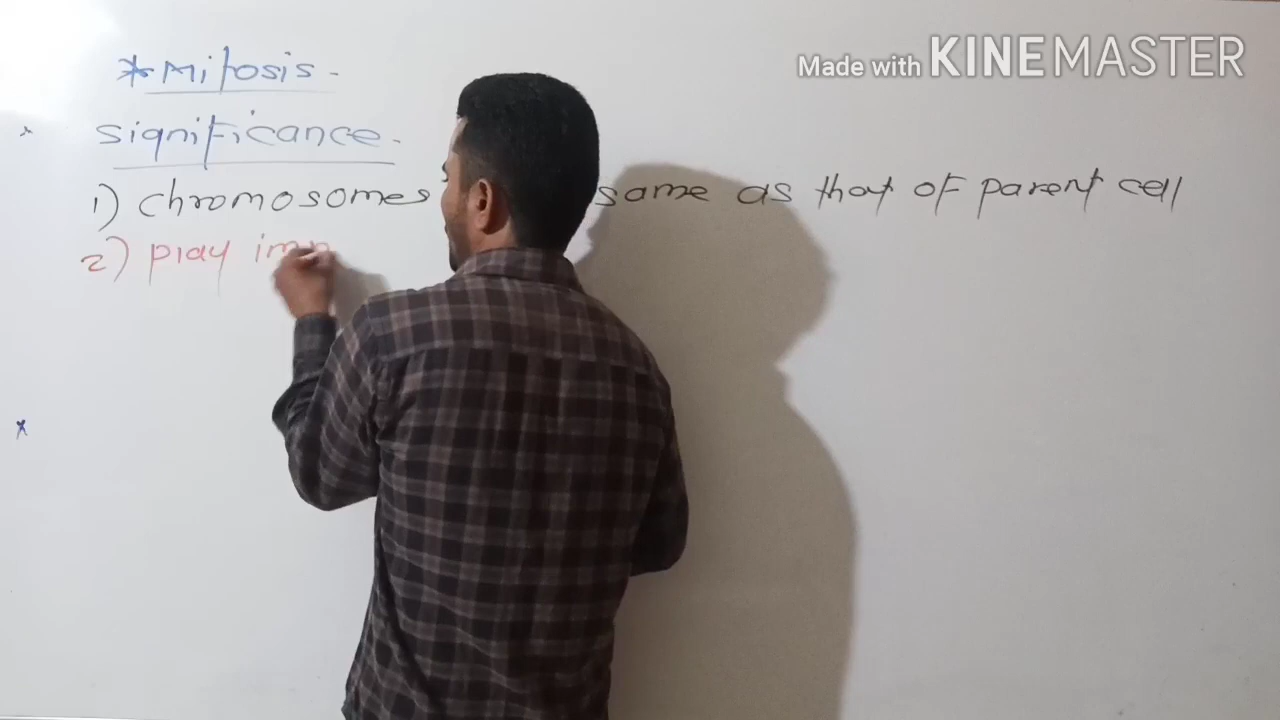 Made with KINEMASTER
* Mitosis -
significance -
1) chromosomes same as that of parent cell
2) play imp